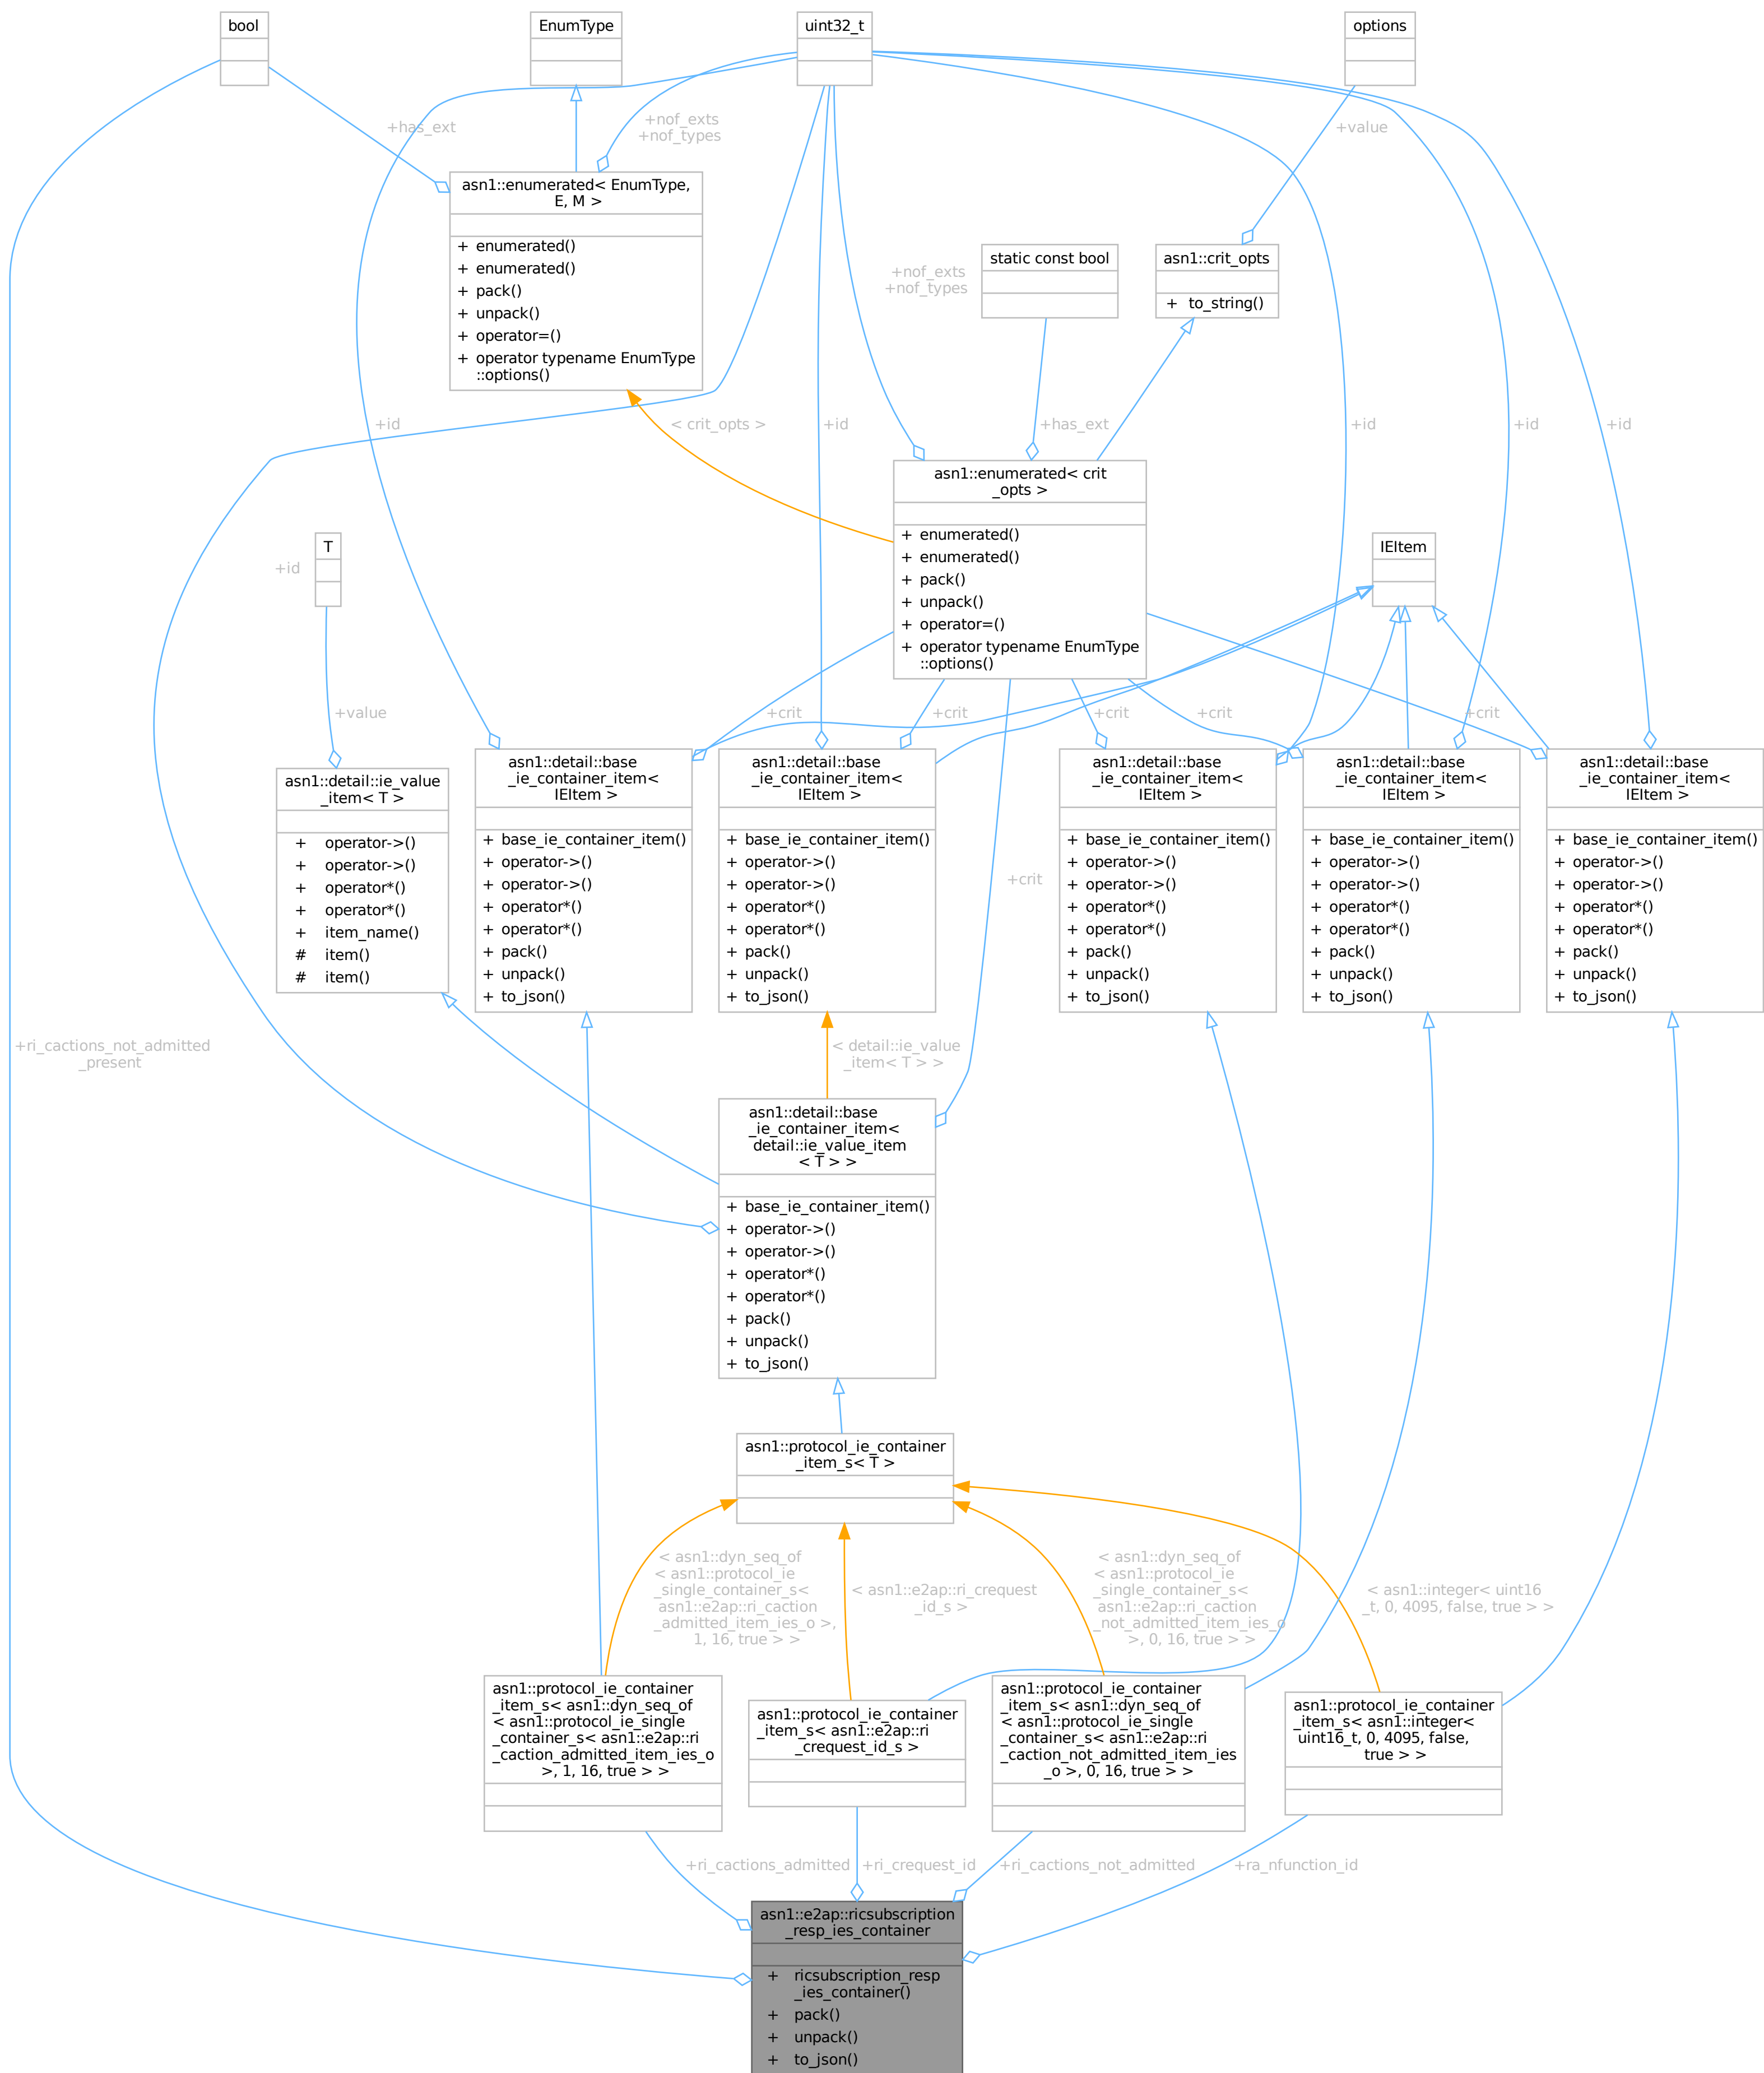 bool
EnumType
uint32_t
options
+has_ext
+nof_exts
+nof_types
+value
asn1::enumerated< EnumType,
E, M >
+ enumerated()
+ enumerated()
+ pack()
+ unpack()
+ operator=()
+ operator typename EnumType
::options()
+nof_exts
+nof_types
static const bool
asn1::crit_opts
+ to_string()
+id
< crit_opts >
+id
+has_ext
+id
+id
+id
asn1::enumerated< crit
_opts >
+ enumerated()
+ enumerated()
+ pack()
+ unpack()
+ operator=()
+ operator typename EnumType
::options()
+id
T
IEItem
+value
+crit
+crit
+crit
+crit
+crit
asn1::detail::ie_value
_item< T >
+ operator->()
+ operator->()
+ operator*()
+ operator*()
+ item_name()
# item()
# item()
asn1::detail::base
_ie_container_item<
IEItem >
+ base_ie_container_item()
+ operator->()
+ operator->()
+ operator*()
+ operator*()
+ pack()
+ unpack()
+ to_json()
asn1::detail::base
_ie_container_item<
IEItem >
+ base_ie_container_item()
+ operator->()
+ operator->()
+ operator*()
+ operator*()
+ pack()
+ unpack()
+ to_json()
+crit
asn1::detail::base
_ie_container_item<
IEItem >
+ base_ie_container_item()
+ operator->()
+ operator->()
+ operator*()
+ operator*()
+ pack()
+ unpack()
+ to_json()
asn1::detail::base
_ie_container_item<
IEItem >
+ base_ie_container_item()
+ operator->()
+ operator->()
+ operator*()
+ operator*()
+ pack()
+ unpack()
+ to_json()
asn1::detail::base
_ie_container_item<
IEItem >
+ base_ie_container_item()
+ operator->()
+ operator->()
+ operator*()
+ operator*()
+ pack()
+ unpack()
+ to_json()
+ri_cactions_not_admitted
_present
< detail::ie_value
_item< T > >
asn1::detail::base
_ie_container_item<
detail::ie_value_item
< T > >
+ base_ie_container_item()
+ operator->()
+ operator->()
+ operator*()
+ operator*()
+ pack()
+ unpack()
+ to_json()
asn1::protocol_ie_container
_item_s< T >
< asn1::dyn_seq_of
< asn1::protocol_ie
_single_container_s<
asn1::e2ap::ri_caction
_admitted_item_ies_o >,
1, 16, true > >
< asn1::e2ap::ri_crequest
_id_s >
< asn1::dyn_seq_of
< asn1::protocol_ie
_single_container_s<
asn1::e2ap::ri_caction
_not_admitted_item_ies_o
>, 0, 16, true > >
< asn1::integer< uint16
_t, 0, 4095, false, true > >
asn1::protocol_ie_container
_item_s< asn1::dyn_seq_of
< asn1::protocol_ie_single
_container_s< asn1::e2ap::ri
_caction_admitted_item_ies_o
>, 1, 16, true > >
asn1::protocol_ie_container
_item_s< asn1::e2ap::ri
_crequest_id_s >
asn1::protocol_ie_container
_item_s< asn1::dyn_seq_of
< asn1::protocol_ie_single
_container_s< asn1::e2ap::ri
_caction_not_admitted_item_ies
_o >, 0, 16, true > >
asn1::protocol_ie_container
_item_s< asn1::integer<
uint16_t, 0, 4095, false,
true > >
+ri_cactions_admitted
+ri_crequest_id
+ri_cactions_not_admitted
+ra_nfunction_id
asn1::e2ap::ricsubscription
_resp_ies_container
+ ricsubscription_resp
_ies_container()
+ pack()
+ unpack()
+ to_json()